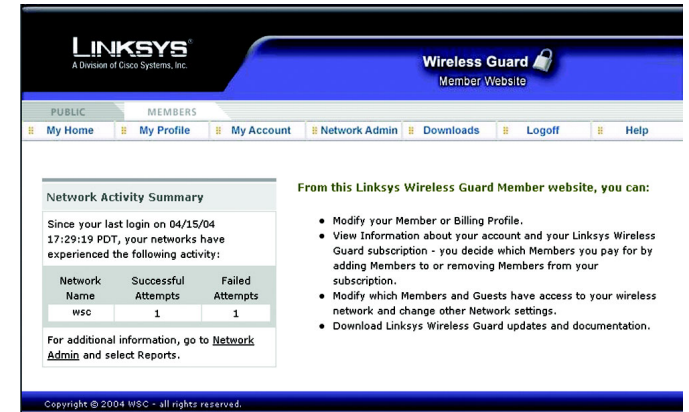 LINKSYS®
A Division of Cisco Systems, Inc.
Wireless Guard
Member Website
PUBLIC MEMBERS
My Home My Profile My Account Network Admin Downloads Logoff Help
Network Activity Summary
Since your last login on 04/15/04
17:29:19 PDT, your networks have
experienced the following activity:
Network Name Successful Attempts Failed Attempts
wsc 1 1
For additional information, go to Network
Admin and select Reports.
From this Linksys Wireless Guard Member website, you can:
• Modify your Member or Billing Profile.
• View Information about your account and your Linksys Wireless
Guard subscription - you decide which Members you pay for by
adding Members to or removing Members from your
subscription.
• Modify which Members and Guests have access to your wireless
network and change other Network settings.
• Download Linksys Wireless Guard updates and documentation.
Copyright © 2004 WSC - all rights reserved.